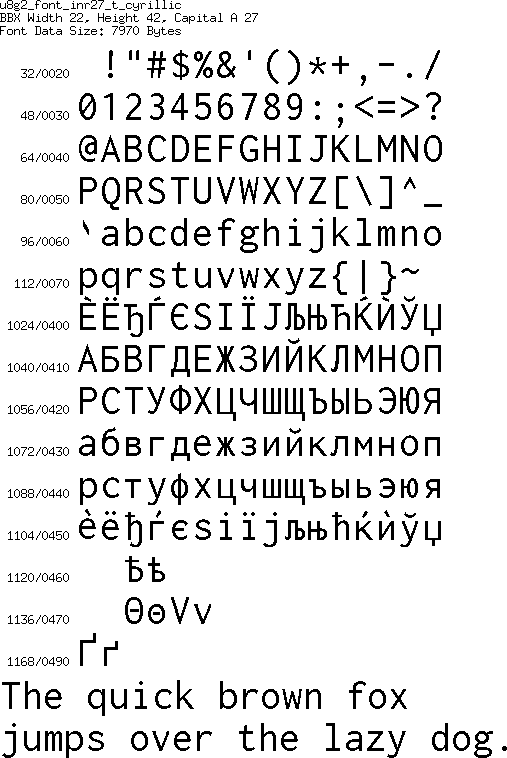 u8g2_font_inr27_t_cyrillic
BBX Width 22, Height 42, Capital A 27
Font Data Size: 7970 Bytes
32/0020 !"#$%&'()*+,-./
48/0030 0123456789:;<=>?
64/0040 @ABCDEFGHIJKLMNO
80/0050 PQRSTUVWXYZ[\]^_
96/0060 `abcdefghijklmno
112/0070 pqrstuvwxyz{|}~
1024/0400 ЀЁЂЃЄЅІЇЈЉЊЋЌЍЎЏ
1040/0410 АБВГДЕЖЗИЙКЛМНОП
1056/0420 РСТУФХЦЧШЩЪЫЬЭЮЯ
1072/0430 абвгдежзийклмноп
1088/0440 рстуфхцчшщъыьэюя
1104/0450 ѐёђѓєѕіїјљњћќѝўџ
1120/0460 Ѣѣ
1136/0470 ѲѳѴѵ
1168/0490 Ґґ
The quick brown fox
jumps over the lazy dog.